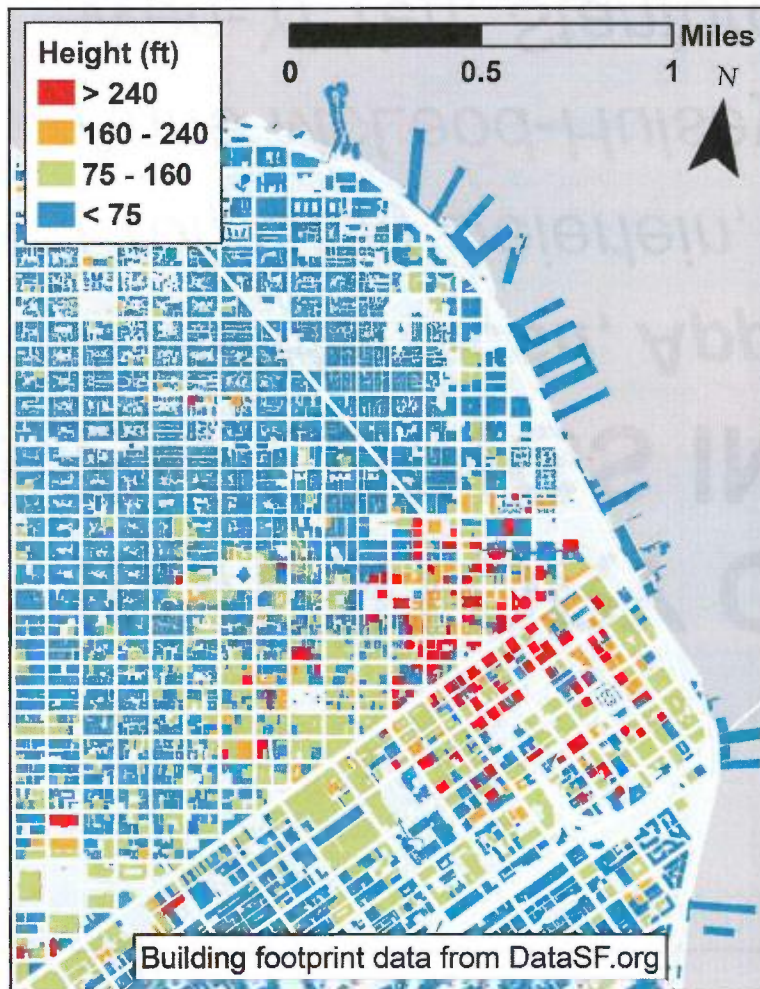 Height (ft)
> 240
160 - 240
75 - 160
< 75
Miles
0 0.5 1
N
Building footprint data from DataSF.org